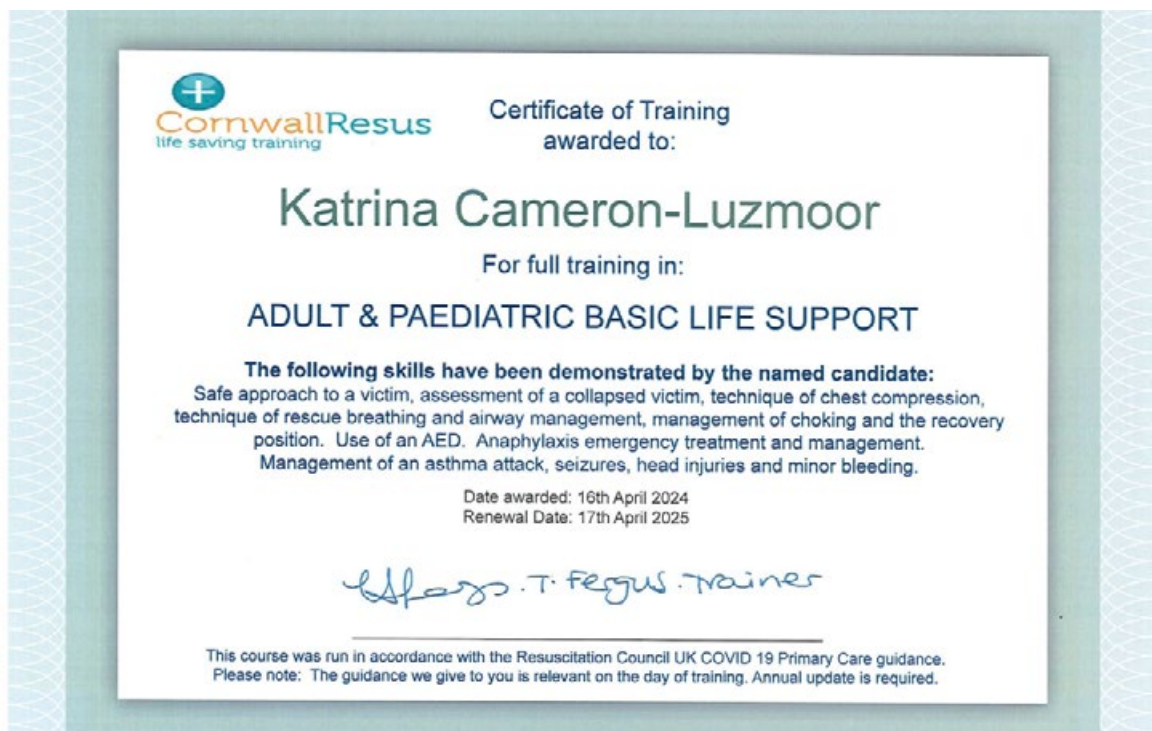 CornwallResus
life saving training
Certificate of Training
awarded to:
Katrina Cameron-Luzmoor
For full training in:
ADULT & PAEDIATRIC BASIC LIFE SUPPORT
The following skills have been demonstrated by the named candidate:
Safe approach to a victim, assessment of a collapsed victim, technique of chest compression,
technique of rescue breathing and airway management, management of choking and the recovery
position. Use of an AED. Anaphylaxis emergency treatment and management.
Management of an asthma attack, seizures, head injuries and minor bleeding.
Date awarded: 16th April 2024
Renewal Date: 17th April 2025
T. Fergus. Trainer
This course was run in accordance with the Resuscitation Council UK COVID 19 Primary Care guidance.
Please note: The guidance we give to you is relevant on the day of training. Annual update is required.